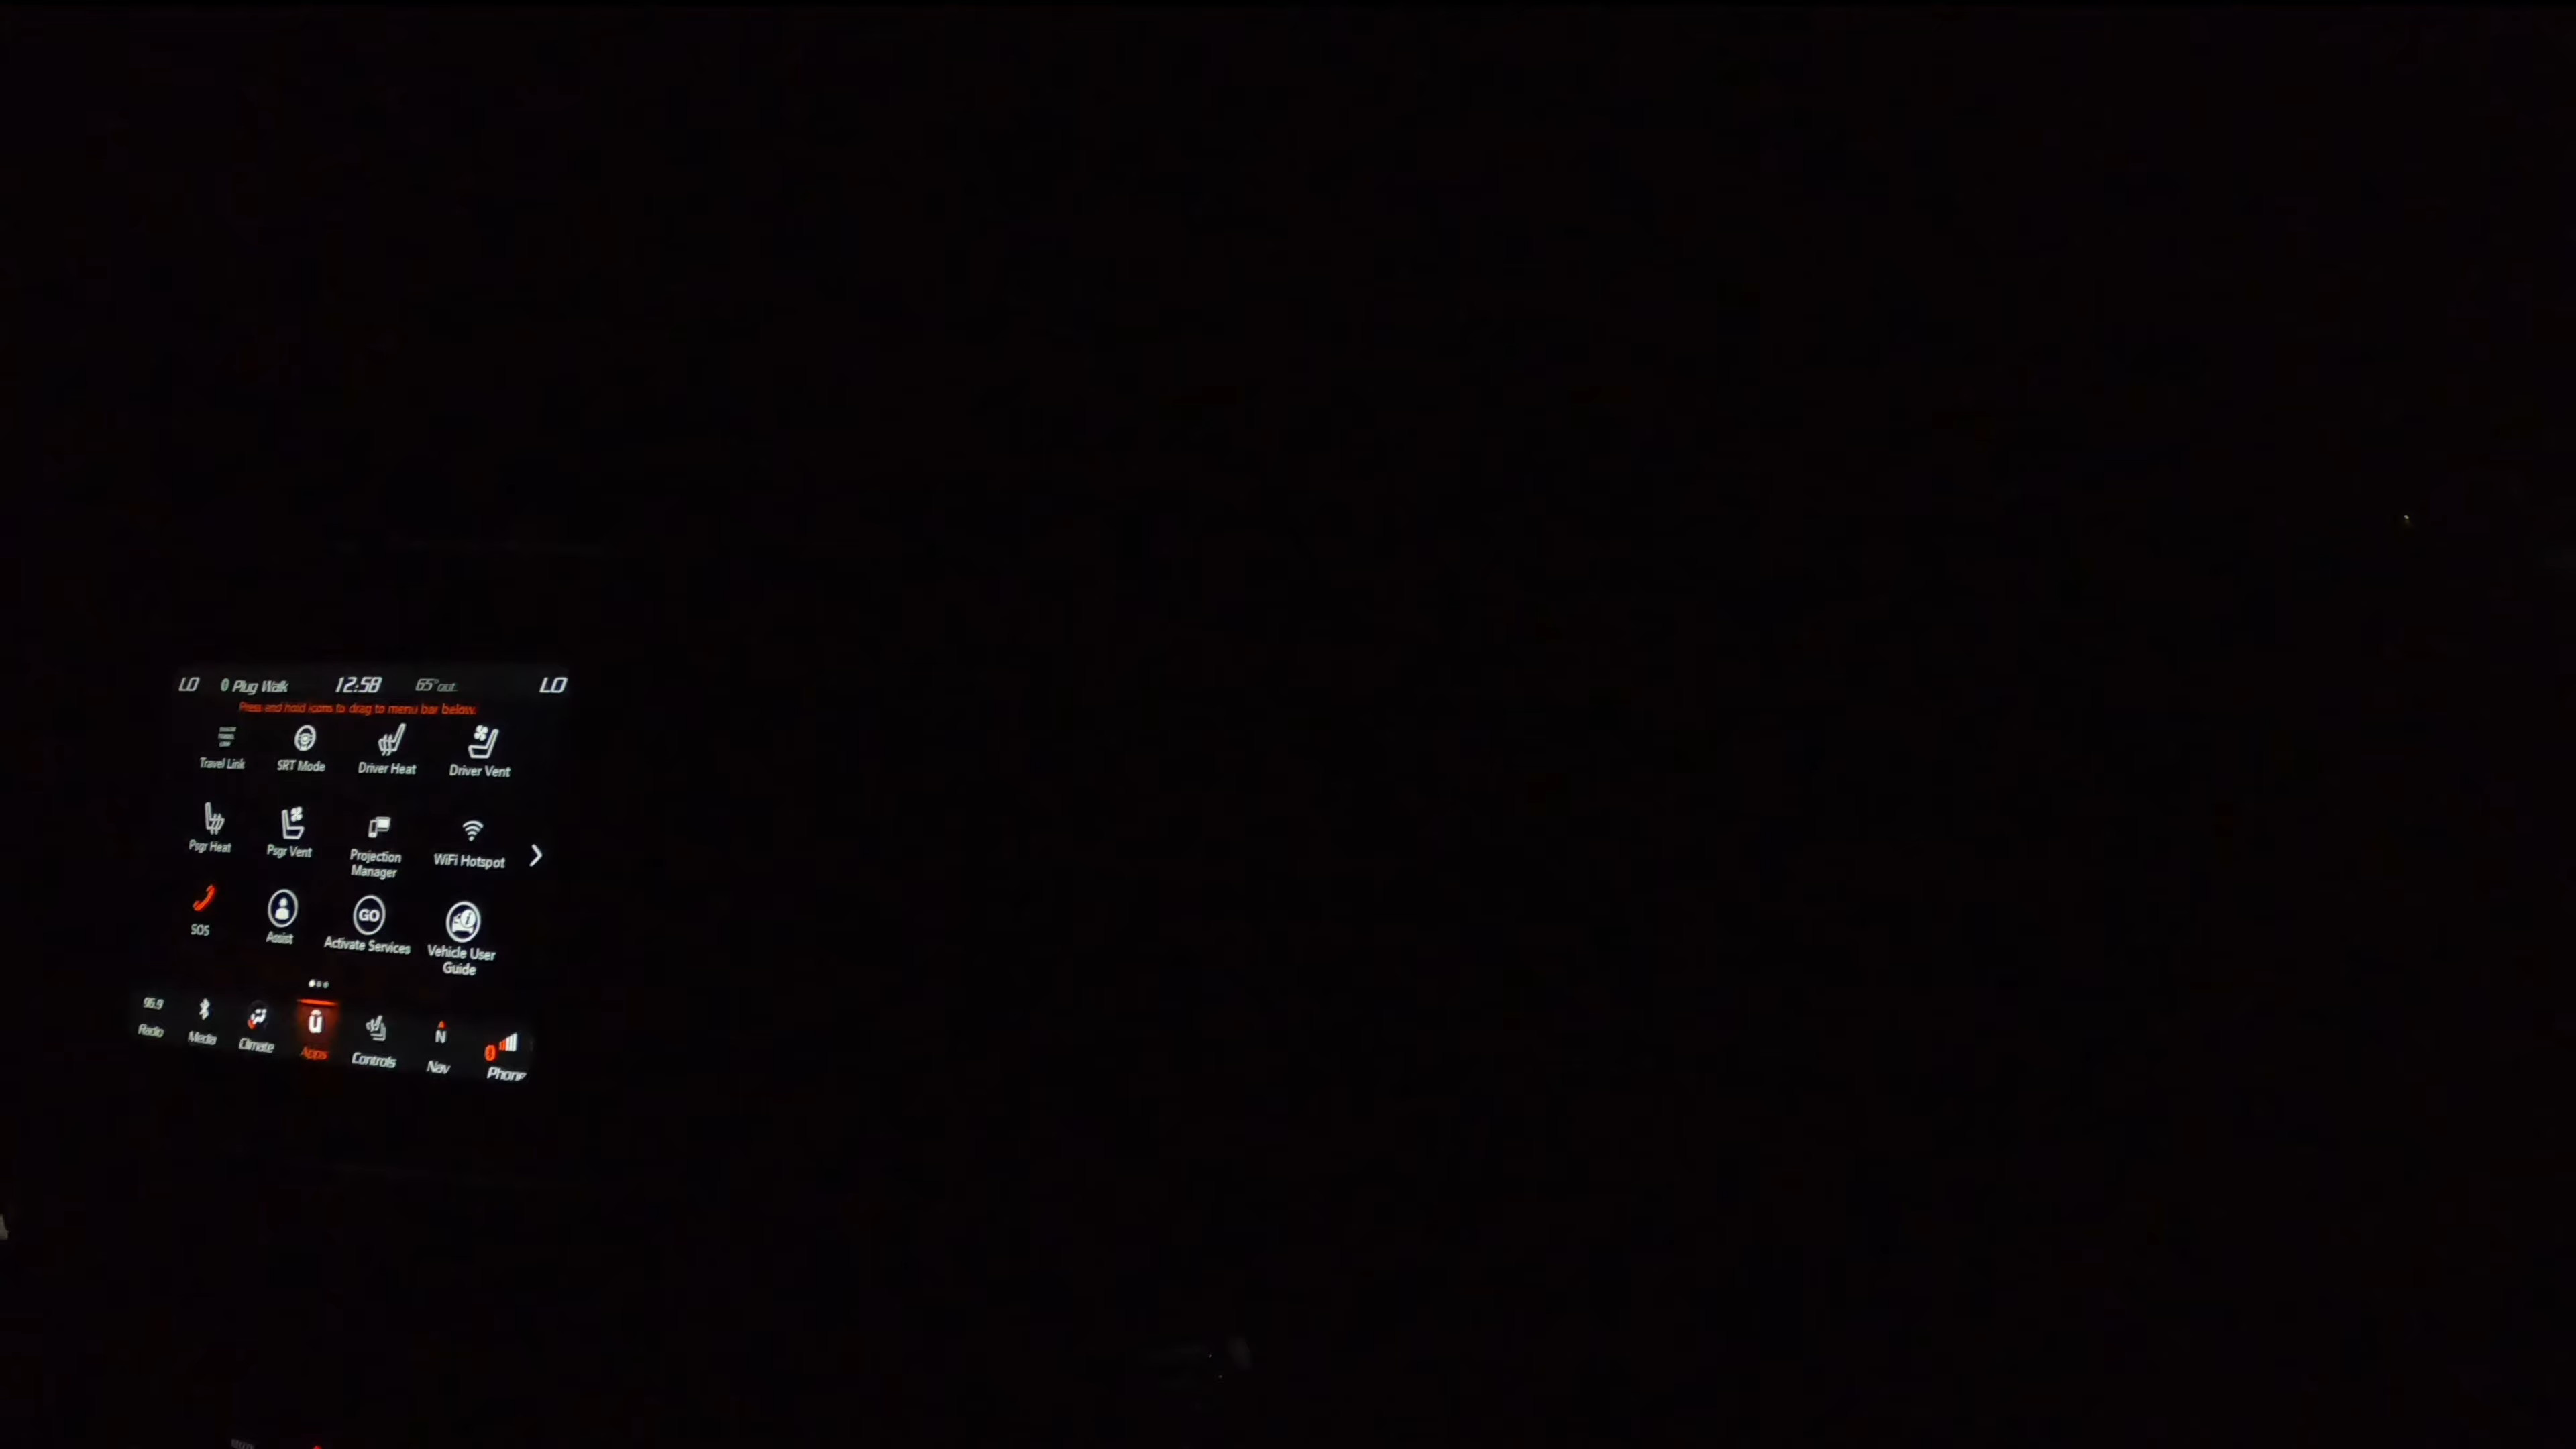 LO Plug Walk 12:58 65° out. LO
Press and hold icons to drag to menu bar below.
Travel Link SRT Mode Driver Heat Driver Vent
Psgr Heat Psgr Vent Projection Manager WiFi Hotspot
GO
SOS Assist Activate Services Vehicle User Guide
96.9 N
Radio Media Climate Apps Controls Nav Phone